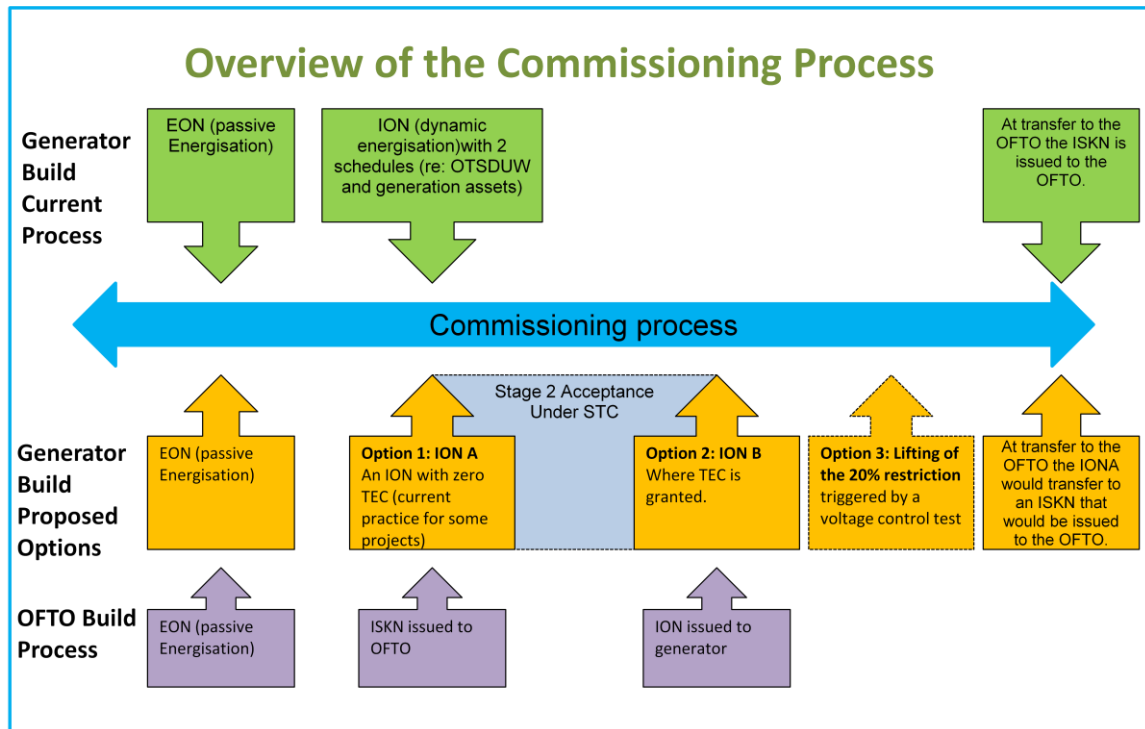 Overview of the Commissioning Process
Generator
Build
Current
Process
EON (passive
Energisation)
ION (dynamic
energisation)with 2
schedules (re: OTSDUW
and generation assets)
At transfer to the
OFTO the ISKN is
issued to the
OFTO.
Commissioning process
Generator
Build
Proposed
Options
EON (passive
Energisation)
Option 1: ION A
An ION with zero
TEC (current
practice for some
projects)
Stage 2 Acceptance
Under STC
Option 2: ION B
Where TEC is
granted.
Option 3: Lifting of
the 20% restriction
triggered by a
voltage control test
At transfer to the
OFTO the IONA
would transfer to
an ISKN that
would be issued
to the OFTO.
OFTO Build
Process
EON (passive
Energisation)
ISKN issued to
OFTO
ION issued to
generator